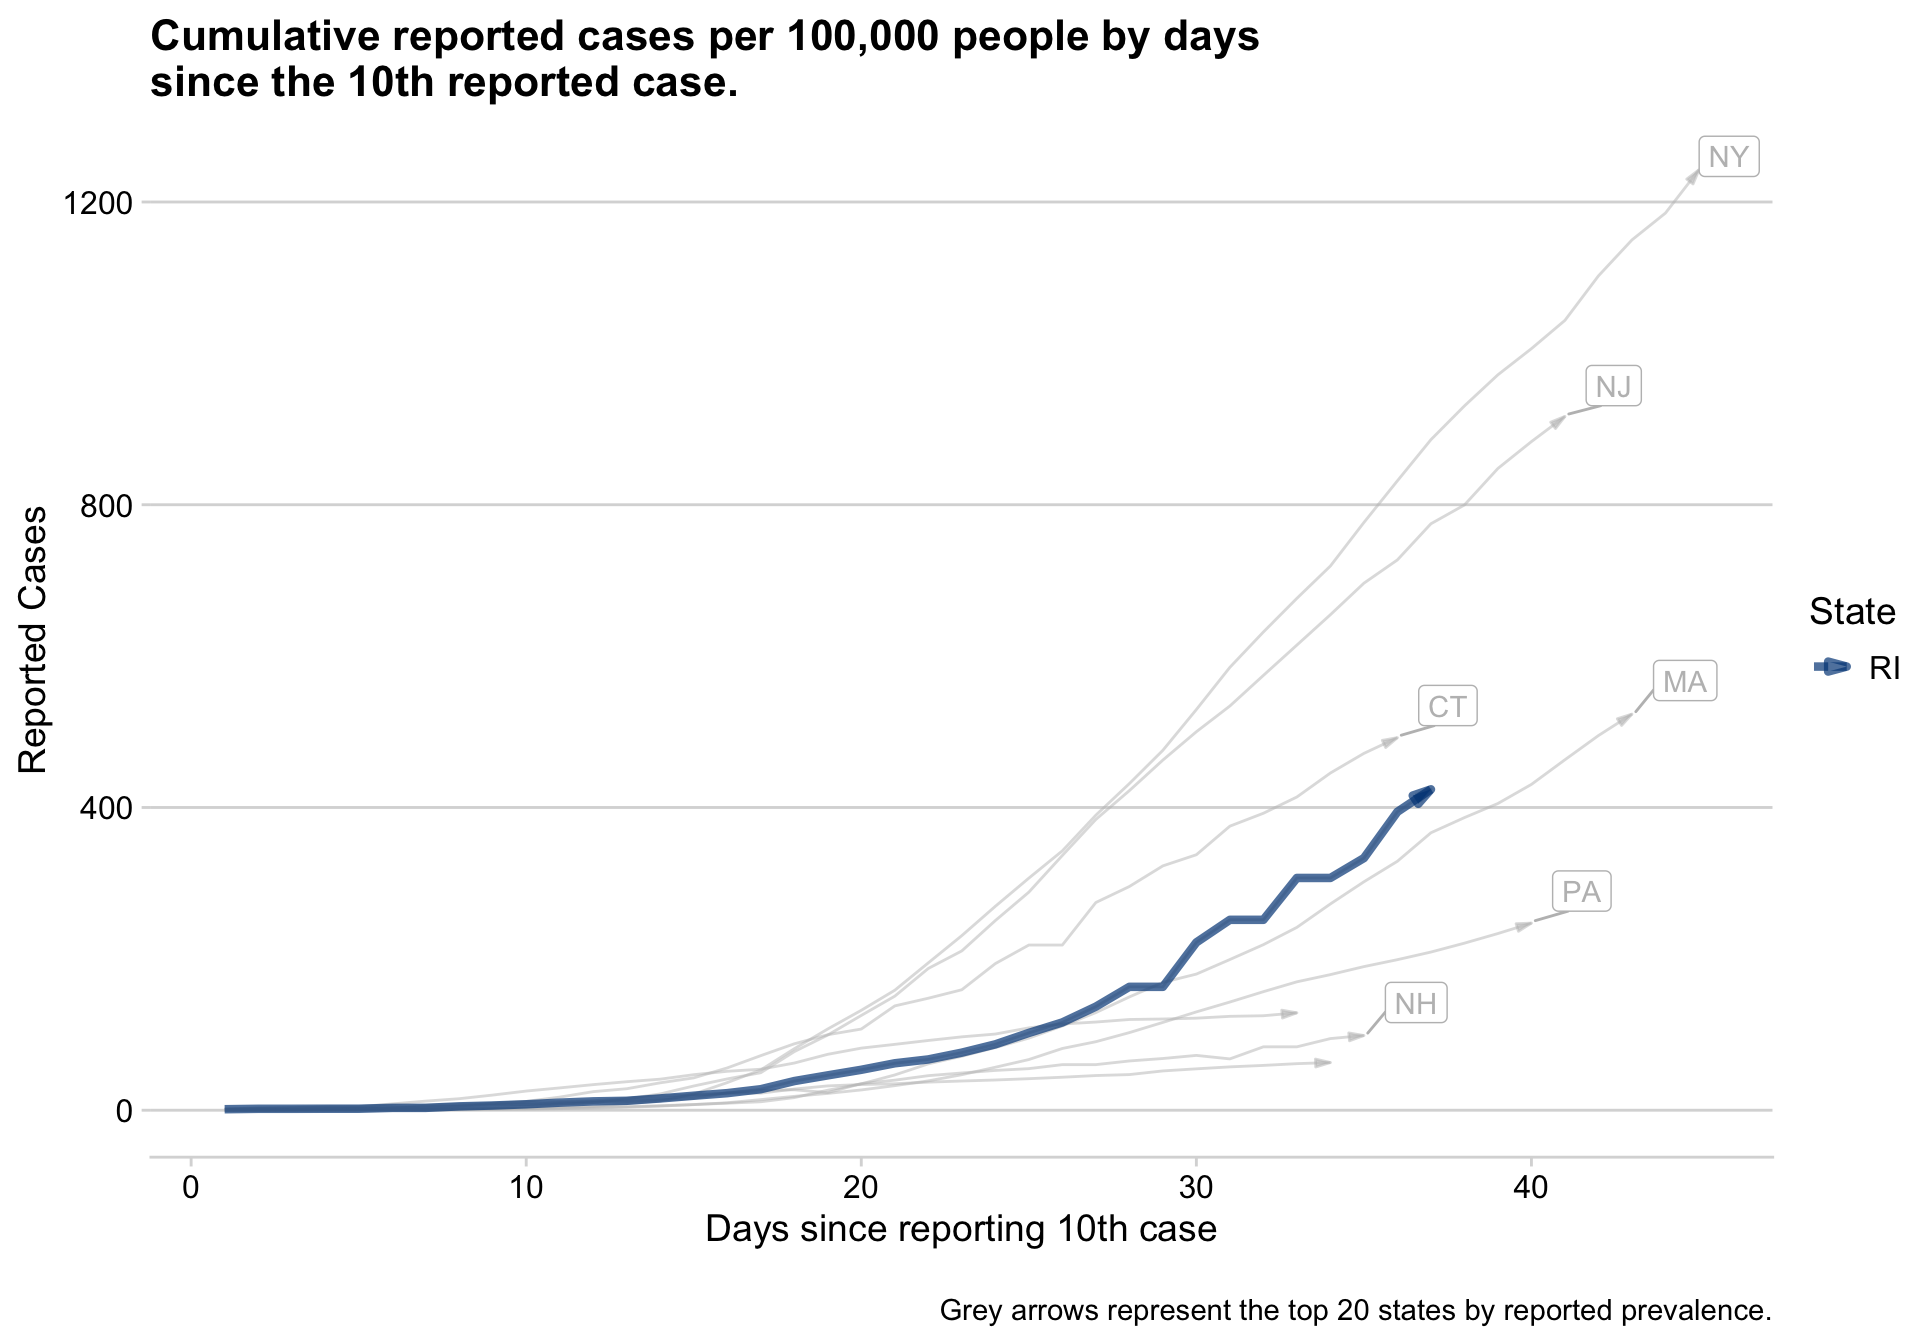 Cumulative reported cases per 100,000 people by days
since the 10th reported case.
NY
1200
NJ
800
Reported Cases
State
RI
MA
CT
400
PA
NH
0
0 10 20 30 40
Days since reporting 10th case
Grey arrows represent the top 20 states by reported prevalence.